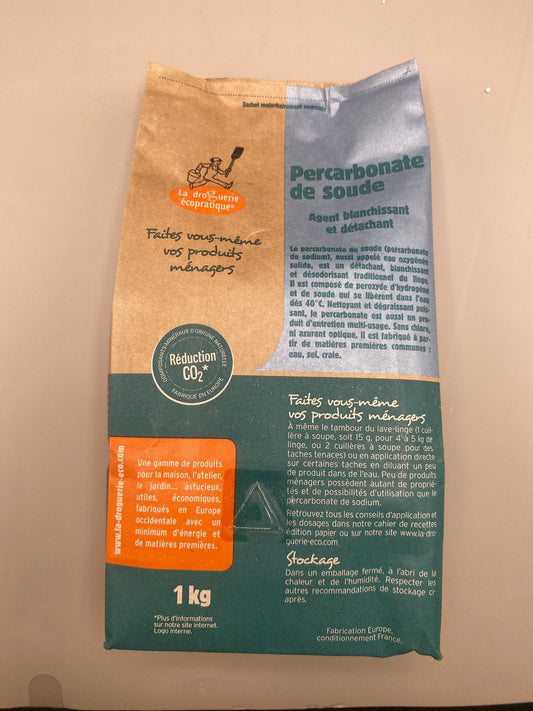 Sachet majoritairement recyclé
La droguerie
écopratique
Faites vous-même
vos produits
ménagers
Percarbonate
de soude
Agent blanchissant
et détachant
Le percarbonate de soude (percarbonate
de sodium), aussi appelé eau oxygénée
solide, est un détachant, blanchissant
et désodorisant traditionnel du linge.
Il est composé de peroxyde d'hydrogène
et de soude qui se libèrent dans l'eau
dès 40°C. Nettoyant et dégraissant puis-
sant, le percarbonate est aussi un pro-
duit d'entretien multi-usage. Sans chlore,
ni azurant optique. Il est fabriqué à par-
tir de matières premières communes :
eau, sel, craie.
COMPOSANTS MINÉRAUX D'ORIGINE NATURELLE
Réduction
CO2*
FABRIQUÉ EN EUROPE
Faites vous-même
vos produits ménagers
À même le tambour du lave-linge (1 cuil-
lère à soupe, soit 15 g, pour 4 à 5 kg de
linge, ou 2 cuillères à soupe pour des
taches tenaces) ou en application directe
sur certaines taches en diluant un peu
de produit dans de l'eau. Peu de produits
ménagers possèdent autant de proprié-
tés et de possibilités d'utilisation que le
percarbonate de sodium.
Retrouvez tous les conseils d'application et
les dosages dans notre cahier de recettes
édition papier ou sur notre site www.la-dro
guerie-eco.com
Stockage
Dans un emballage fermé, à l'abri de la
chaleur et de l'humidité. Respecter les
autres recommandations de stockage ci-
après.
Fabrication Europe,
conditionnement France.
www.la-droguerie-eco.com
Une gamme de produits
pour la maison, l'atelier,
le jardin... astucieux,
utiles, économiques,
fabriqués en Europe
occidentale avec un
minimum d'énergie et
de matières premières.
1 kg
*Plus d'informations
sur notre site internet.
Logo interne.